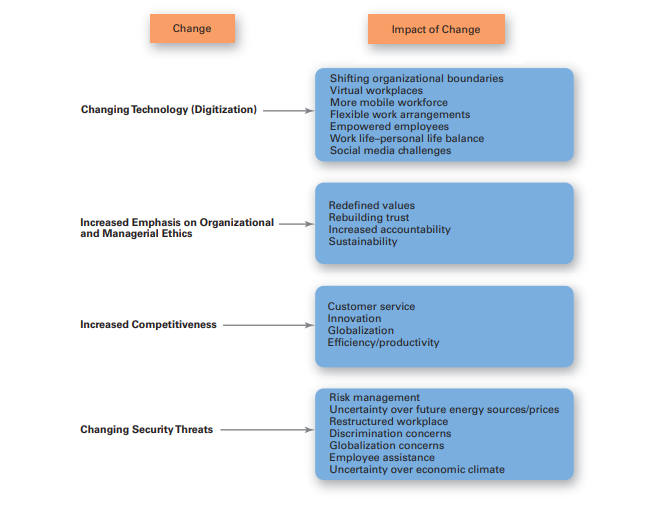 Change
Impact of Change
Changing Technology (Digitization)
Shifting organizational boundaries
Virtual workplaces
More mobile workforce
Flexible work arrangements
Empowered employees
Work life–personal life balance
Social media challenges
Increased Emphasis on Organizational
and Managerial Ethics
Redefined values
Rebuilding trust
Increased accountability
Sustainability
Increased Competitiveness
Customer service
Innovation
Globalization
Efficiency/productivity
Changing Security Threats
Risk management
Uncertainty over future energy sources/prices
Restructured workplace
Discrimination concerns
Globalization concerns
Employee assistance
Uncertainty over economic climate